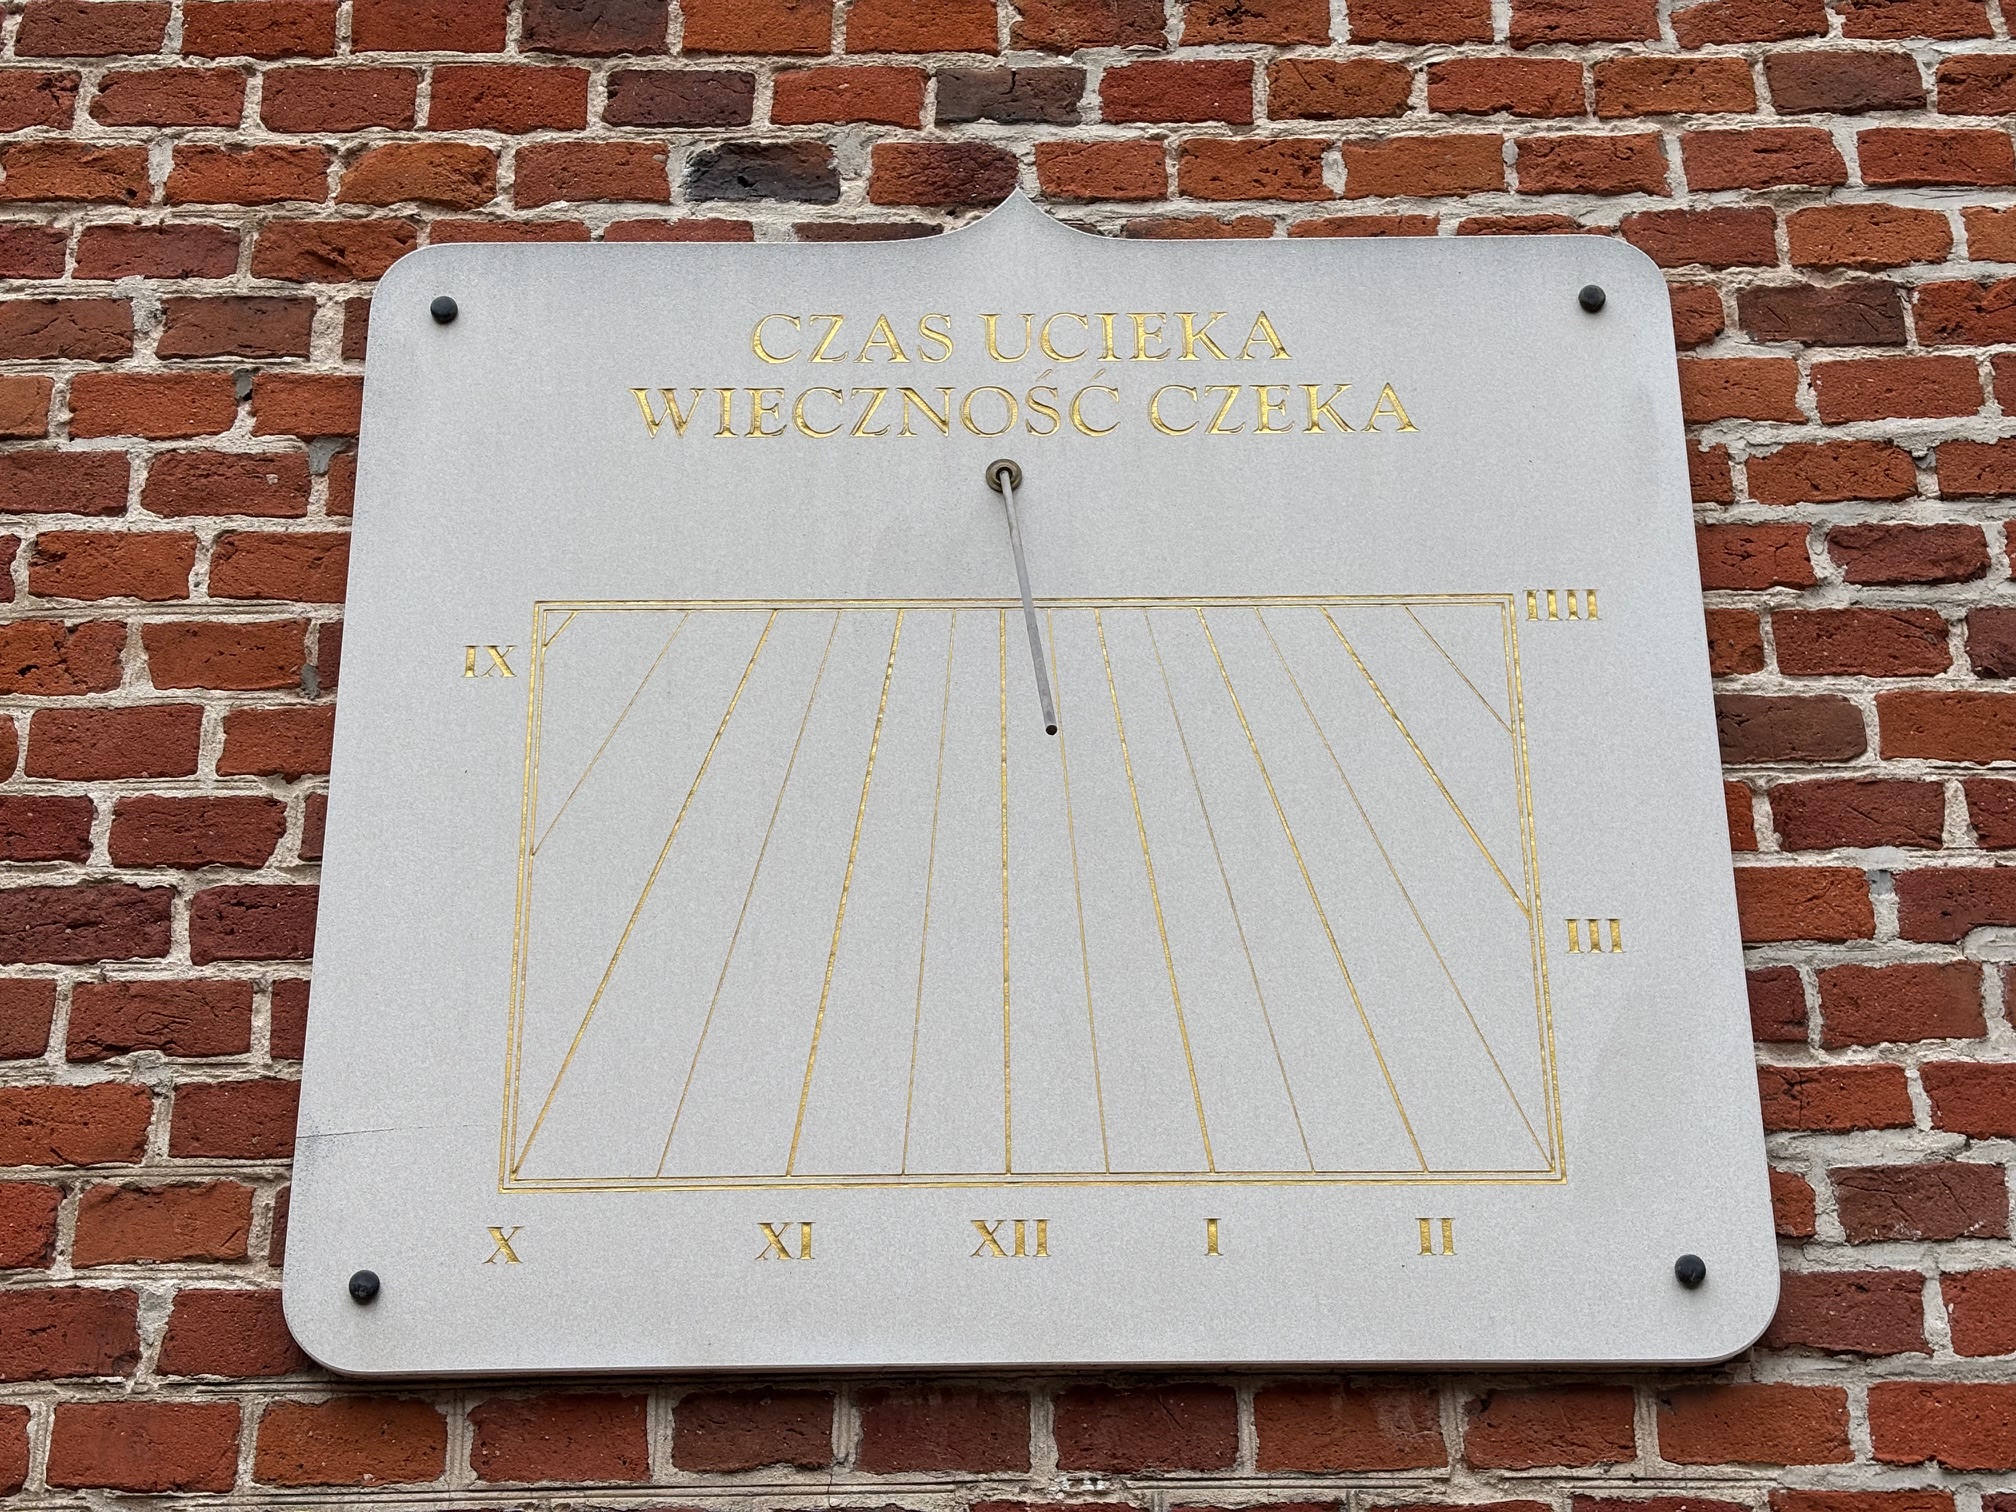 CZAS UCIEKA
WIECZNOŚĆ CZEKA
IIII
IX
III
X XI XII I II